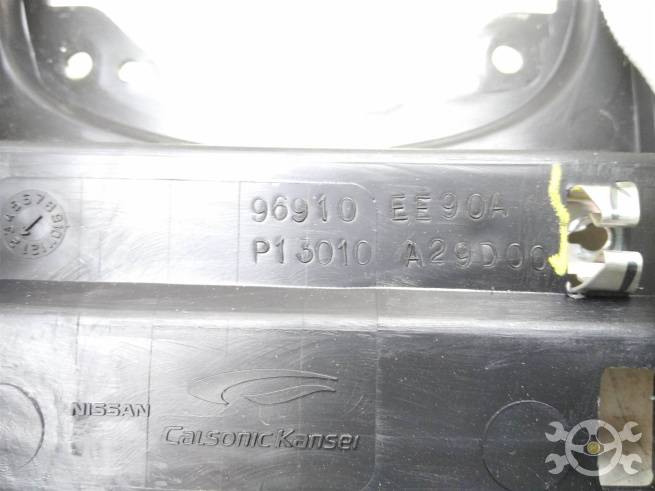 96910 EE90A
P13010 A29D00
NISSAN
Calsonic Kansei